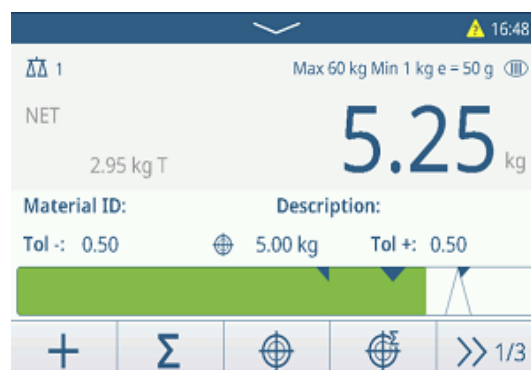 16:48
1 Max 60 kg Min 1 kg e = 50 g
NET
5.25 kg
2.95 kg T
Material ID: Description:
Tol -: 0.50 5.00 kg Tol +: 0.50
Σ Σ 1/3